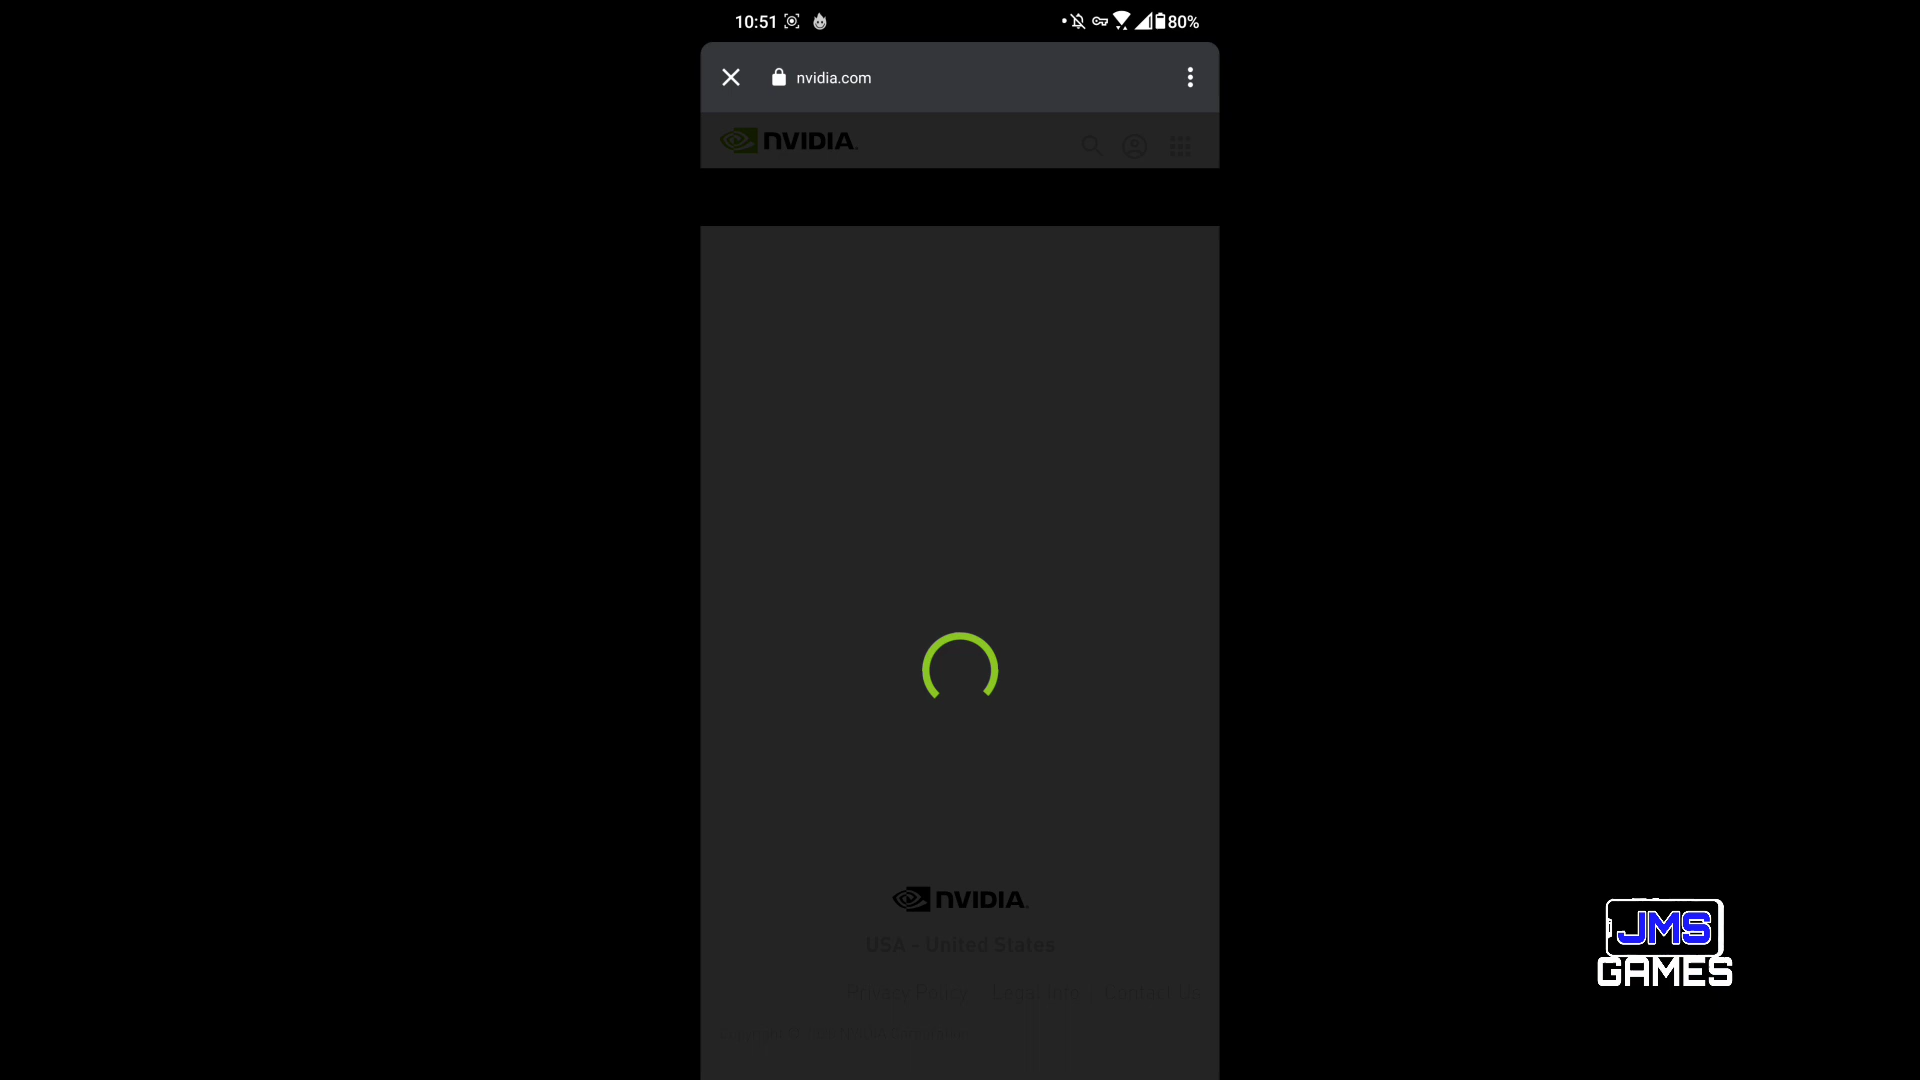 10:51
80%
nvidia.com
NVIDIA.
NVIDIA.
USA - United States
Privacy Policy Legal Info Contact Us
JMS
GAMES